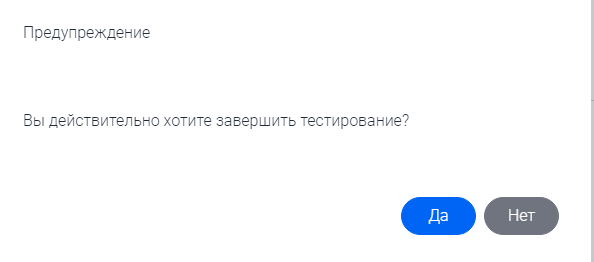 Предупреждение
Вы действительно хотите завершить тестирование?
Да Нет